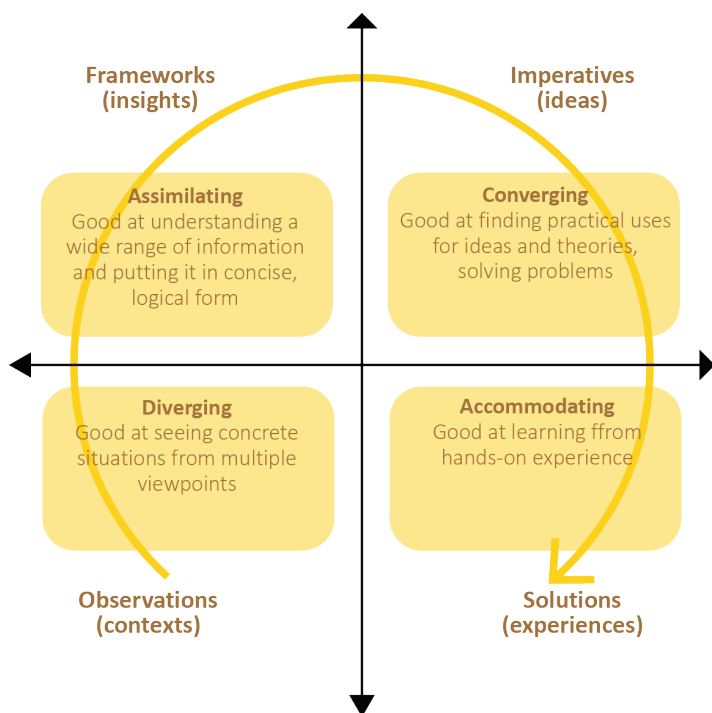 Frameworks
(insights)
Imperatives
(ideas)
Assimilating
Good at understanding a
wide range of information
and putting it in concise,
logical form
Converging
Good at finding practical uses
for ideas and theories,
solving problems
Diverging
Good at seeing concrete
situations from multiple
viewpoints
Accommodating
Good at learning ffrom
hands-on experience
Observations
(contexts)
Solutions
(experiences)